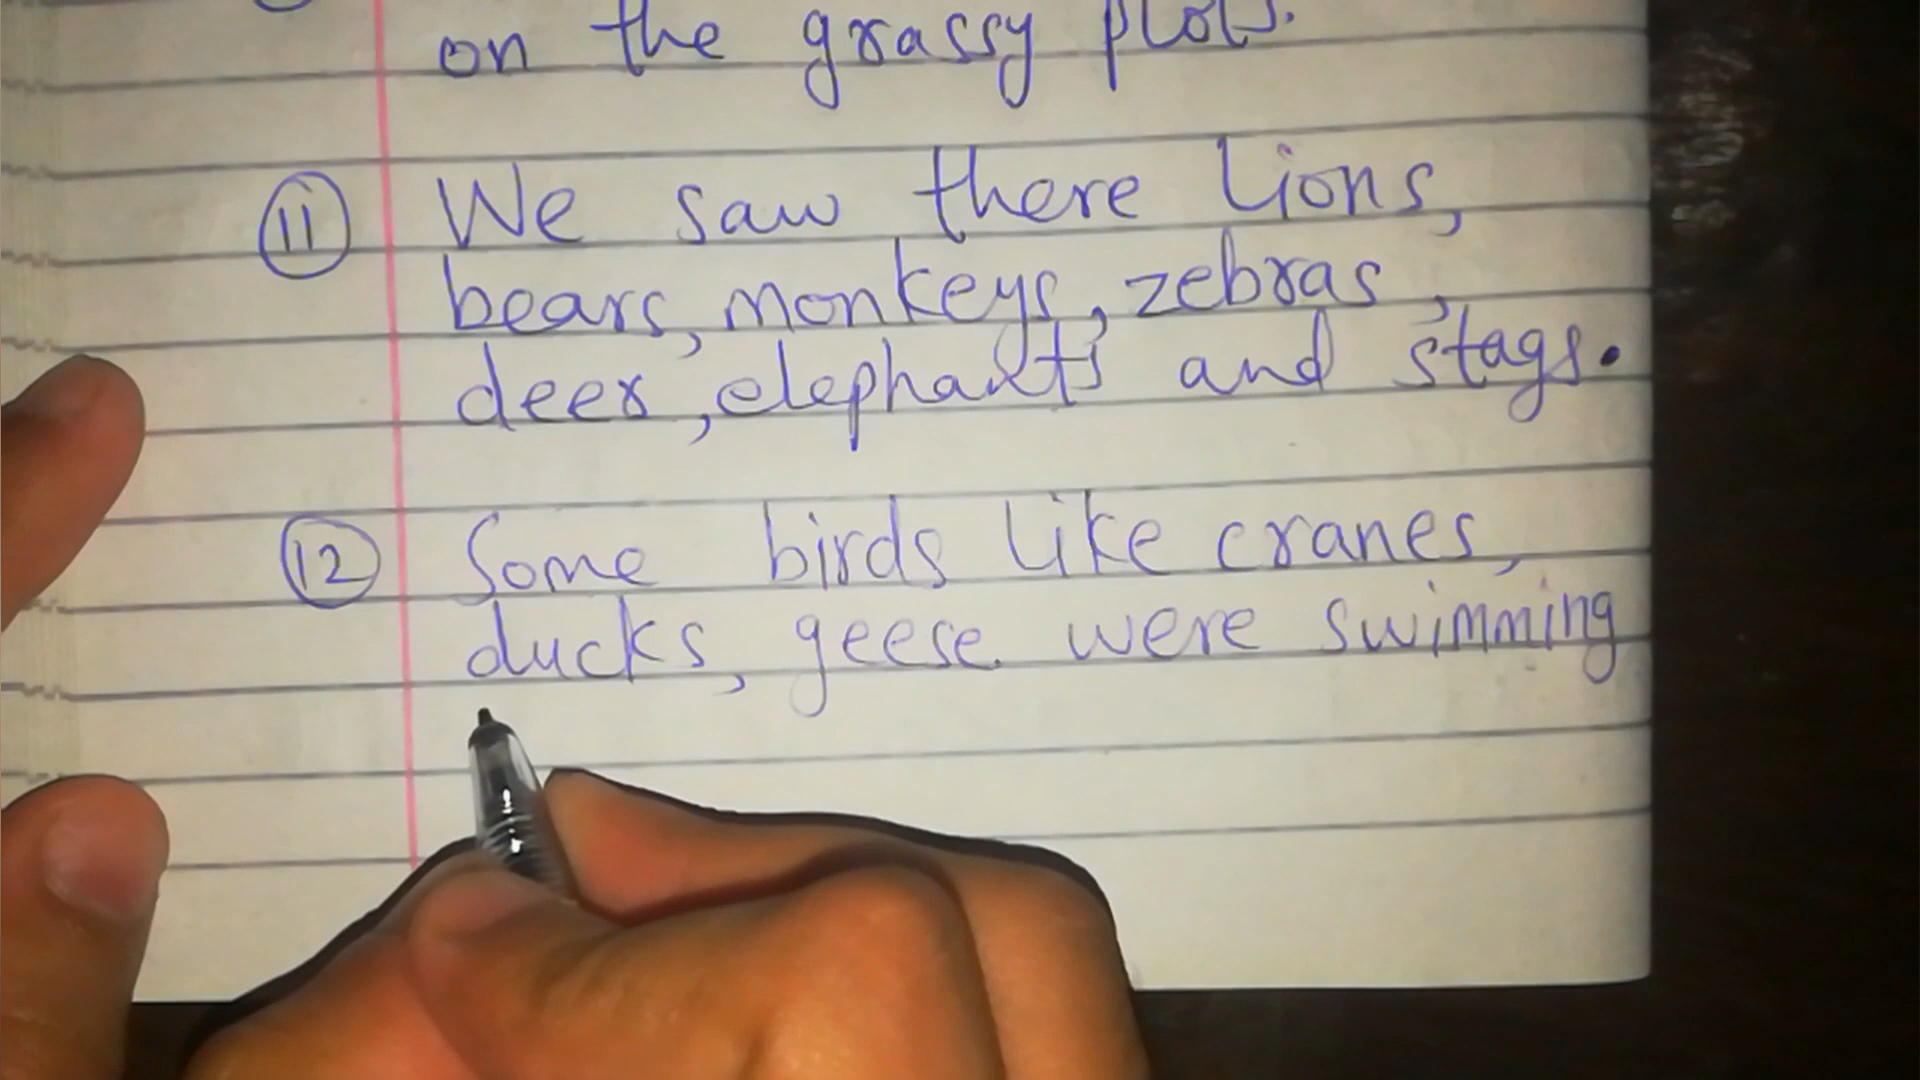 on the grassy plots.
11 We saw there lions,
bears, monkeys, zebras,
deer, elephants and stags.
12 Some birds like cranes,
ducks, geese were swimming